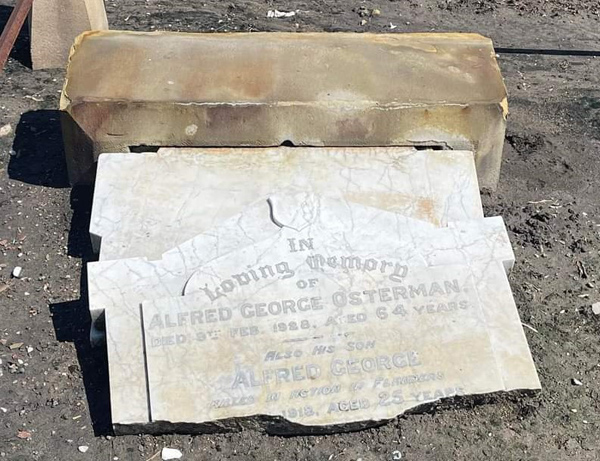 IN
Loving Memory
OF
ALFRED GEORGE OSTERMAN.
DIED 8TH FEB. 1928. AGED 64 YEARS
ALSO HIS SON
ALFRED GEORGE
KILLED IN ACTION IN FLANDERS
1918, AGED 25 YEARS